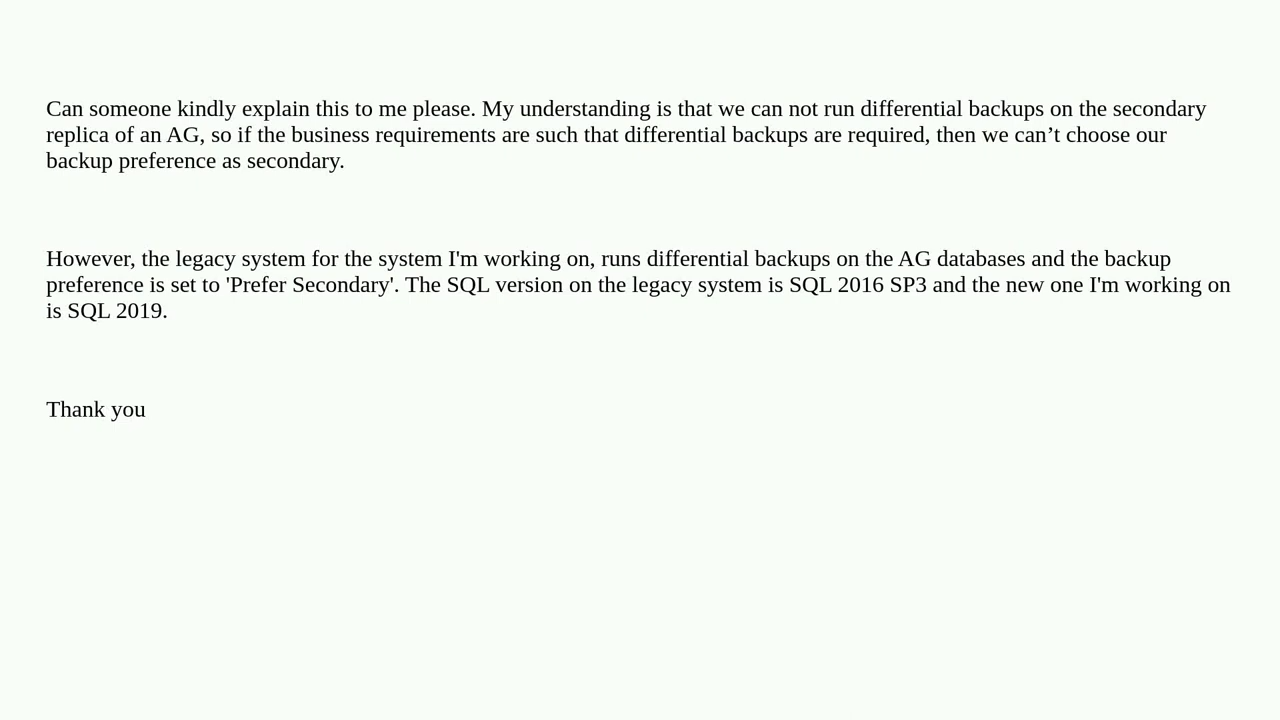 Can someone kindly explain this to me please. My understanding is that we can not run differential backups on the secondary
replica of an AG, so if the business requirements are such that differential backups are required, then we can’t choose our
backup preference as secondary.
However, the legacy system for the system I'm working on, runs differential backups on the AG databases and the backup
preference is set to 'Prefer Secondary'. The SQL version on the legacy system is SQL 2016 SP3 and the new one I'm working on
is SQL 2019.
Thank you